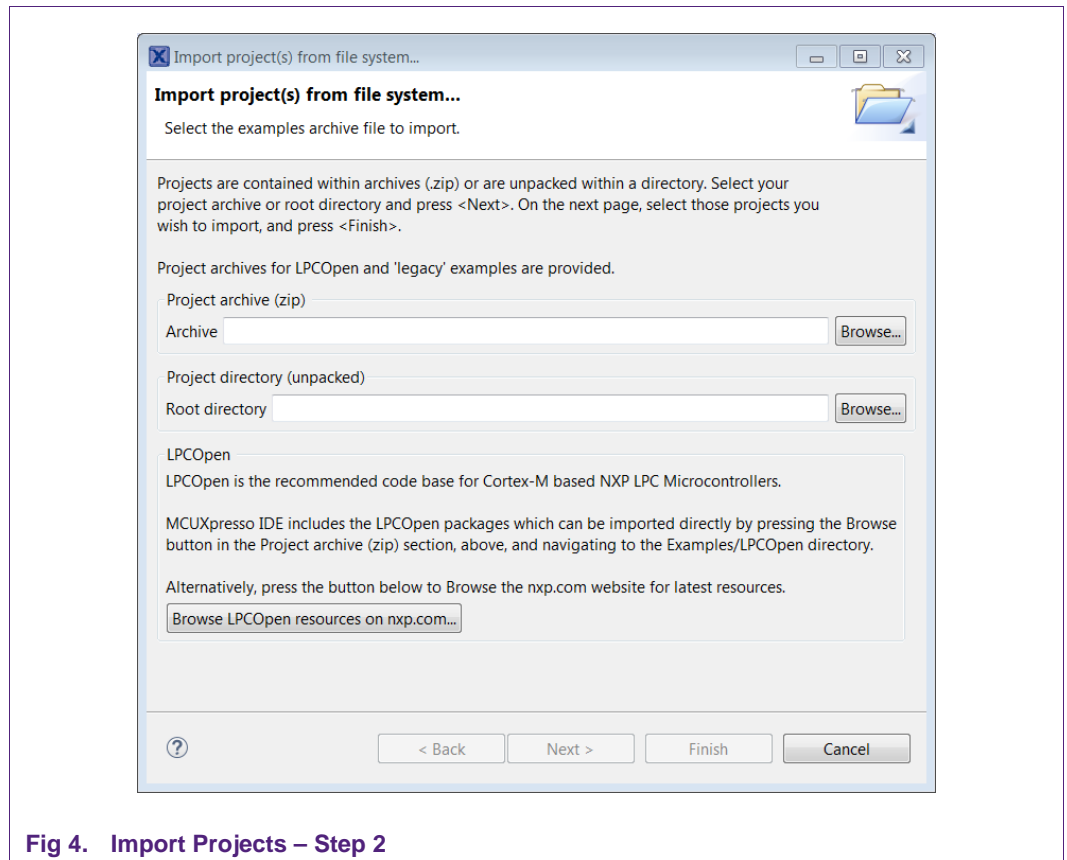 Import project(s) from file system...
Import project(s) from file system...
Select the examples archive file to import.
Projects are contained within archives (.zip) or are unpacked within a directory. Select your
project archive or root directory and press <Next>. On the next page, select those projects you
wish to import, and press <Finish>.
Project archives for LPCOpen and 'legacy' examples are provided.
Project archive (zip)
Archive Browse...
Project directory (unpacked)
Root directory Browse...
LPCOpen
LPCOpen is the recommended code base for Cortex-M based NXP LPC Microcontrollers.
MCUXpresso IDE includes the LPCOpen packages which can be imported directly by pressing the Browse
button in the Project archive (zip) section, above, and navigating to the Examples/LPCOpen directory.
Alternatively, press the button below to Browse the nxp.com website for latest resources.
Browse LPCOpen resources on nxp.com...
? < Back Next > Finish Cancel
Fig 4. Import Projects – Step 2